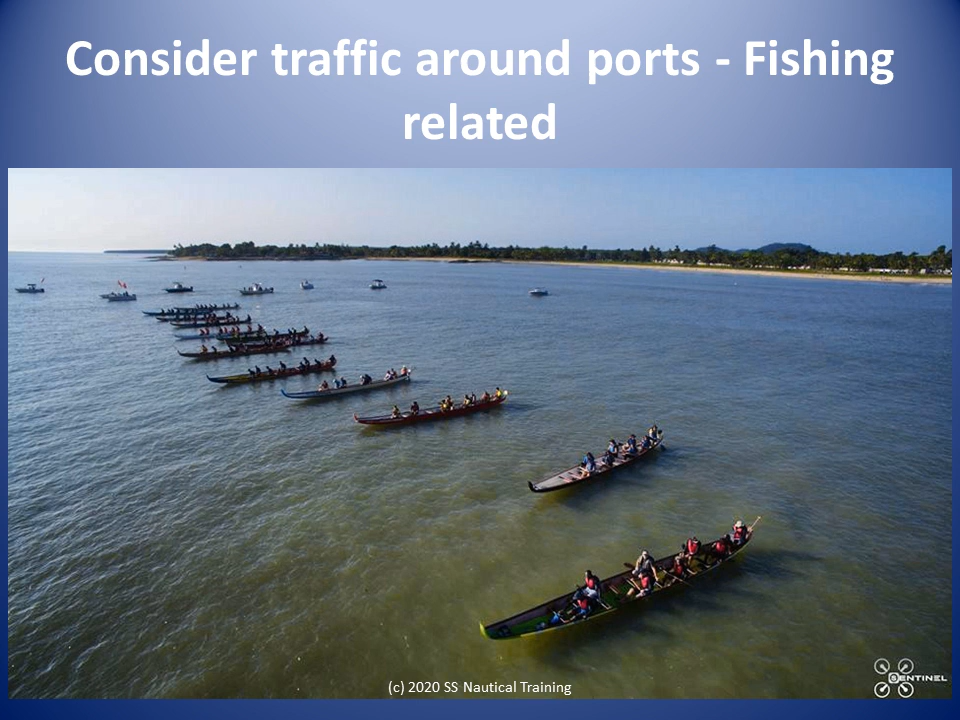 Consider traffic around ports - Fishing
related
(c) 2020 SS Nautical Training
SENTINEL